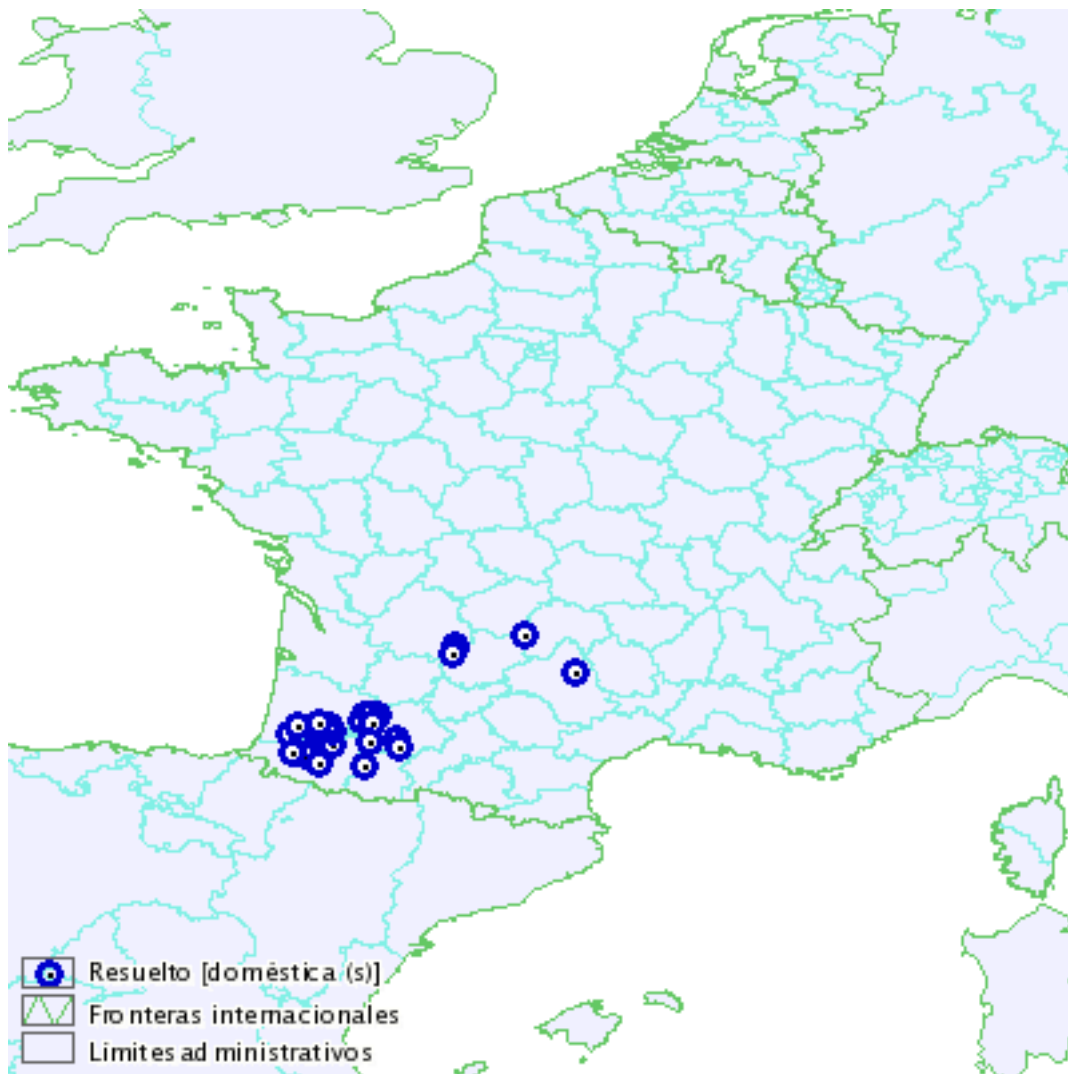 Resuelto [doméstica (s)]
Fronteras internacionales
Límites administrativos